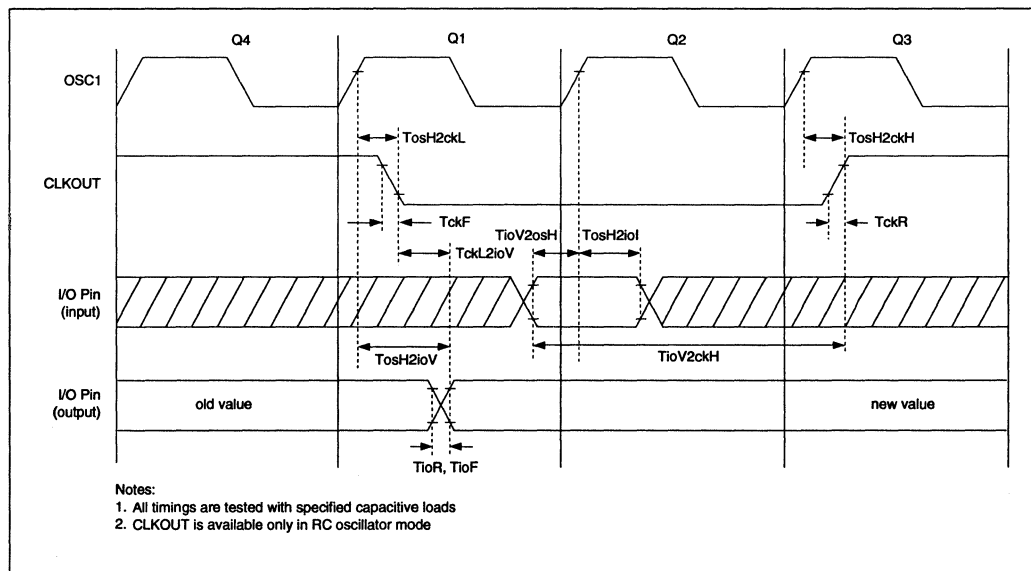 Q4 Q1 Q2 Q3
OSC1
TosH2ckL TosH2ckH
CLKOUT
TckF TckR
TioV2osH TosH2ioI
TckL2ioV
I/O Pin
(input)
TosH2ioV TioV2ckH
I/O Pin
(output)
old value new value
TioR, TioF
Notes:
1. All timings are tested with specified capacitive loads
2. CLKOUT is available only in RC oscillator mode